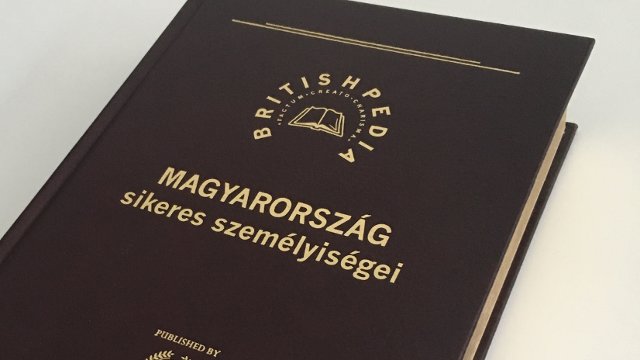 BRITISHPEDIA
MAGYARORSZÁG
sikeres személyiségei
PUBLISHED BY